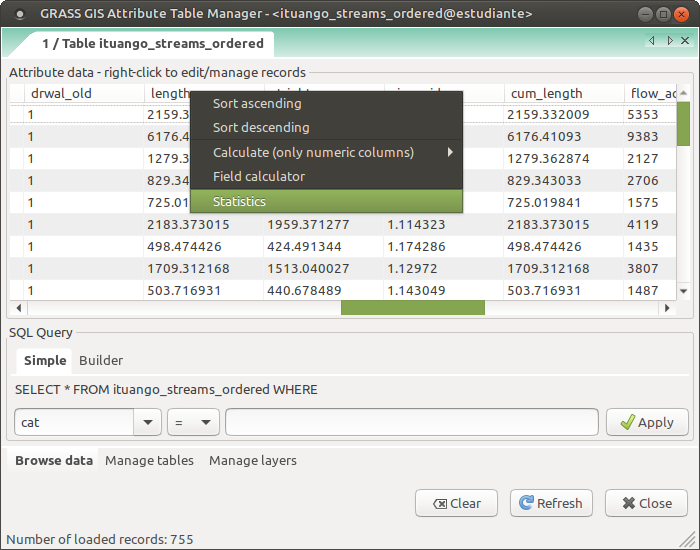 GRASS GIS Attribute Table Manager - <ituango_streams_ordered@estudiante>
1 / Table ituango_streams_ordered
Attribute data - right-click to edit/manage records
drwal_old length cum_length flow_ac
1 2159.3 2159.332009 5353
1 6176.4 6176.41093 9383
1 1279.3 1279.362874 2127
1 829.34 829.343033 2706
1 725.01 725.019841 1575
1 2183.373015 1959.371277 1.114323 2183.373015 4119
1 498.474426 424.491344 1.174286 498.474426 1435
1 1709.312168 1513.040027 1.12972 1709.312168 3807
1 503.716931 440.678489 1.143049 503.716931 1487
Sort ascending
Sort descending
Calculate (only numeric columns)
Field calculator
Statistics
SQL Query
Simple Builder
SELECT * FROM ituango_streams_ordered WHERE
cat = Apply
Browse data Manage tables Manage layers
Clear Refresh Close
Number of loaded records: 755